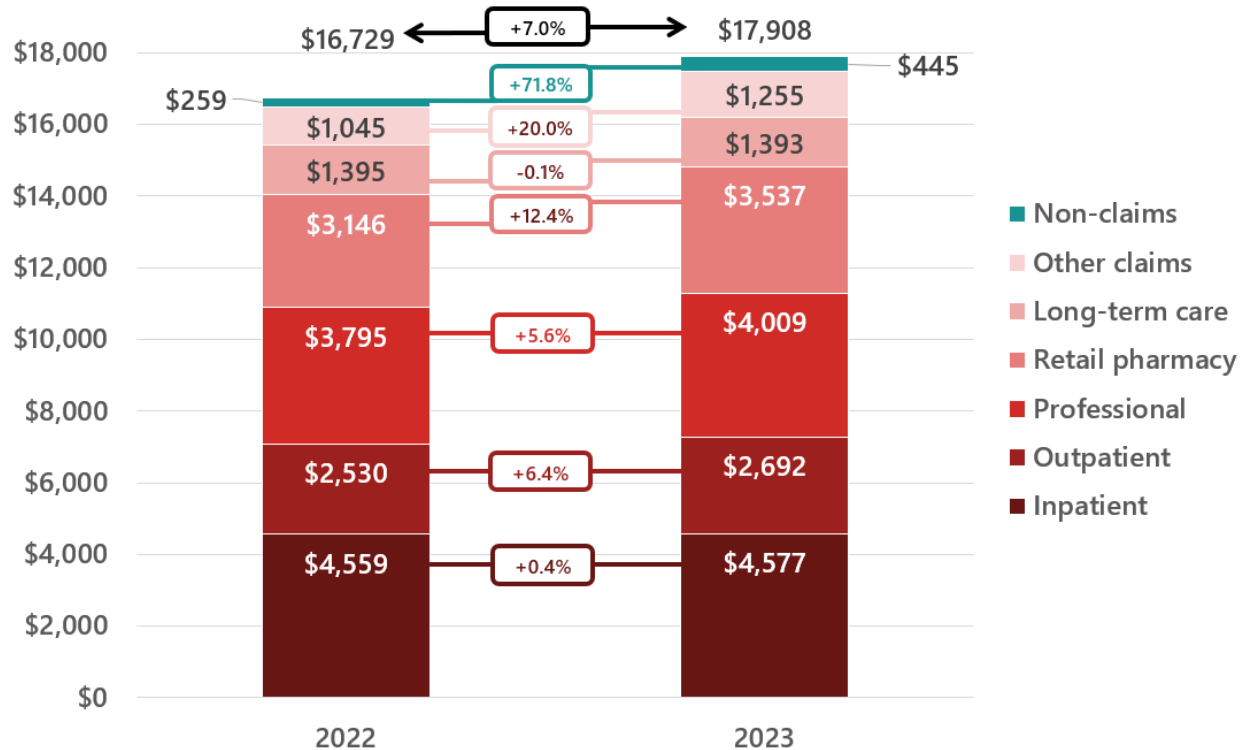 $16,729 +7.0% $17,908
$18,000
$259 +71.8% $445
$16,000 $1,045 +20.0% $1,255
$1,395 -0.1% $1,393
$14,000
$3,146 +12.4% $3,537
$12,000
$10,000
$3,795 +5.6% $4,009
$8,000
$6,000
$2,530 +6.4% $2,692
$4,000
$4,559 +0.4% $4,577
$2,000
$0
2022 2023
Non-claims
Other claims
Long-term care
Retail pharmacy
Professional
Outpatient
Inpatient